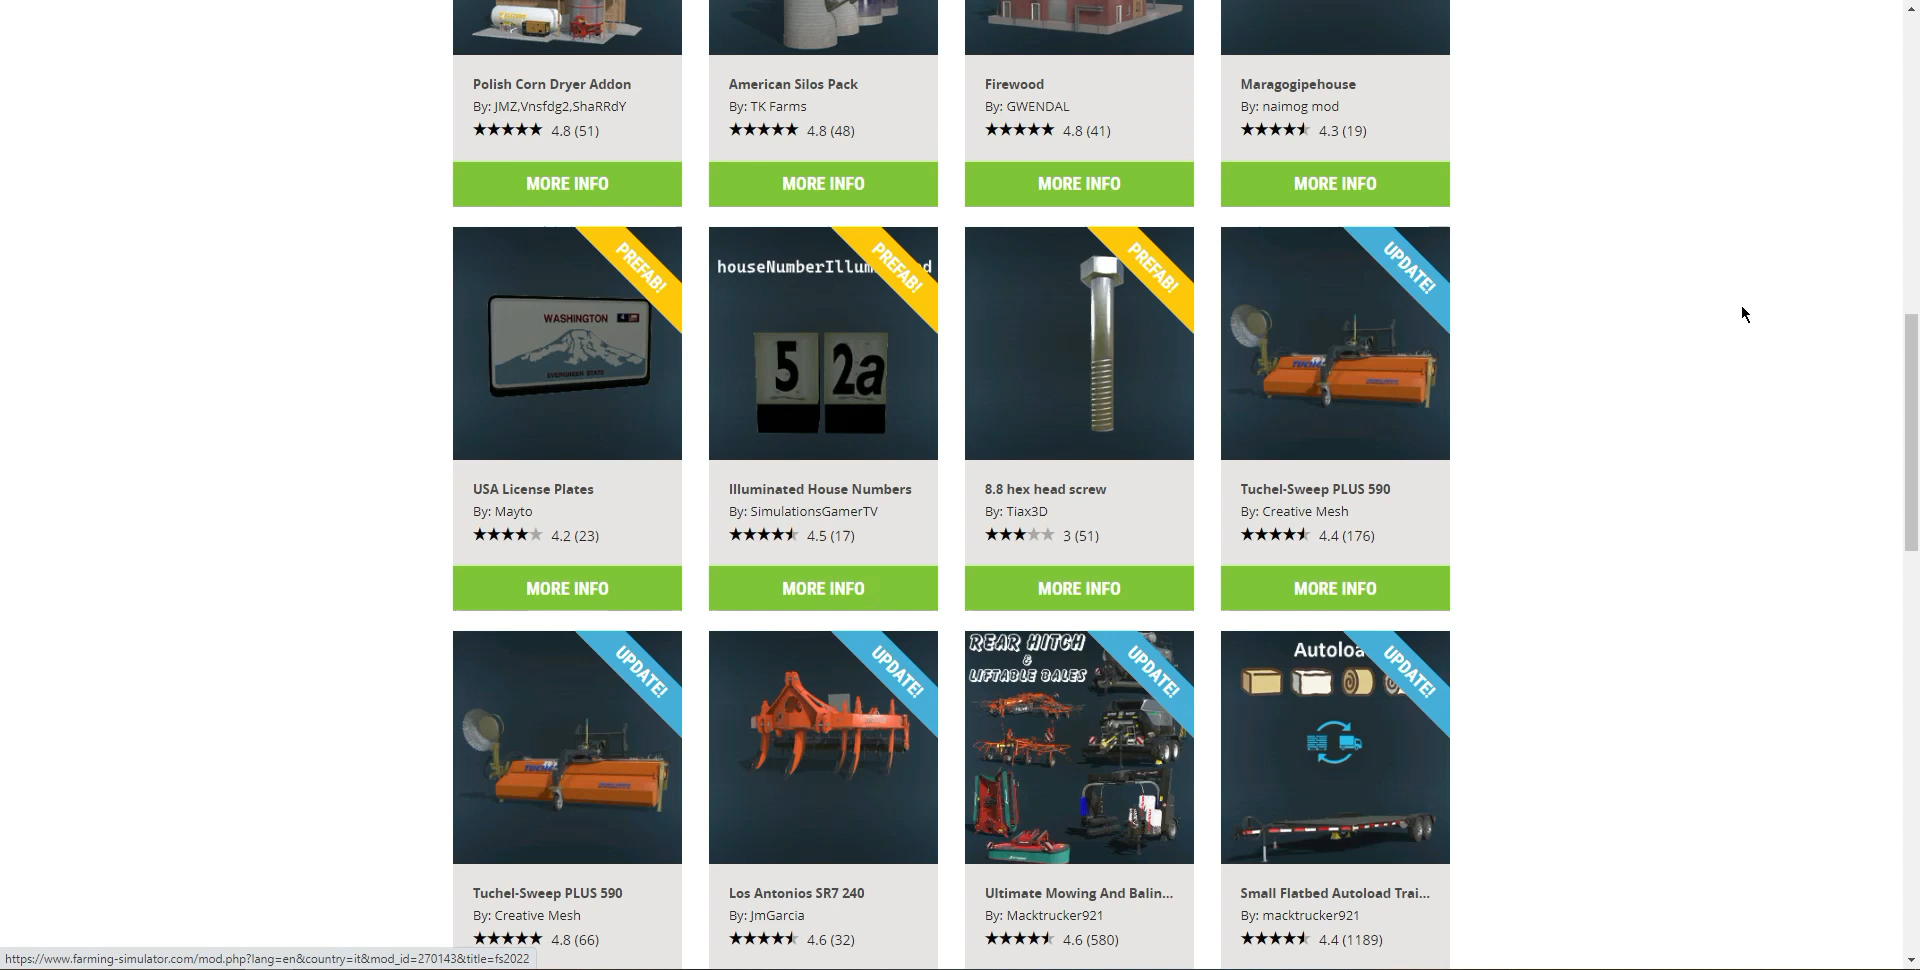 Polish Corn Dryer Addon
By: JMZ,Vnsfdg2,ShaRRdY
4.8 (51)
MORE INFO
American Silos Pack
By: TK Farms
4.8 (48)
MORE INFO
Firewood
By: GWENDAL
4.8 (41)
MORE INFO
Maragogipehouse
By: naimog mod
4.3 (19)
MORE INFO
PREFAB!
WASHINGTON
EVERGREEN STATE
USA License Plates
By: Mayto
4.2 (23)
MORE INFO
PREFAB!
5 2a
Illuminated House Numbers
By: SimulationsGamerTV
4.5 (17)
MORE INFO
PREFAB!
8.8 hex head screw
By: Tiax3D
3 (51)
MORE INFO
UPDATE!
TUCHEL
Tuchel-Sweep PLUS 590
By: Creative Mesh
4.4 (176)
MORE INFO
UPDATE!
TUCHEL
Tuchel-Sweep PLUS 590
By: Creative Mesh
4.8 (66)
UPDATE!
Los Antonios SR7 240
By: JmGarcia
4.6 (32)
REAR HITCH
&
LIFTABLE BALES
UPDATE!
Ultimate Mowing And Balin...
By: Macktrucker921
4.6 (580)
UPDATE!
Small Flatbed Autoload Trai...
By: macktrucker921
4.4 (1189)
https://www.farming-simulator.com/mod.php?lang=en&country=it&mod_id=270143&title=fs2022